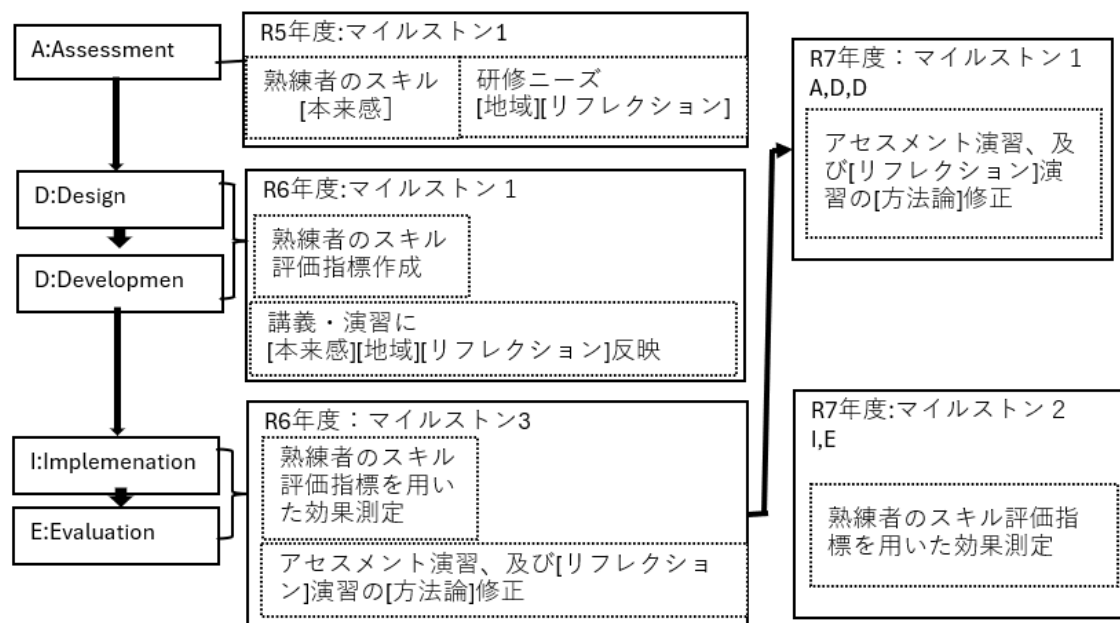 A:Assessment
D:Design
D:Developmen
I:Implemenation
E:Evaluation
R5年度:マイルストン1
熟練者のスキル
[本来感]
研修ニーズ
[地域][リフレクション]
R6年度:マイルストン１
熟練者のスキル
評価指標作成
講義・演習に
[本来感][地域][リフレクション]反映
R6年度：マイルストン3
熟練者のスキル
評価指標を用い
た効果測定
アセスメント演習、及び[リフレクショ
ン]演習の[方法論]修正
R7年度：マイルストン１
A,D,D
アセスメント演習、及
び[リフレクション]演
習の[方法論]修正
R7年度:マイルストン２
I,E
熟練者のスキル評価指
標を用いた効果測定